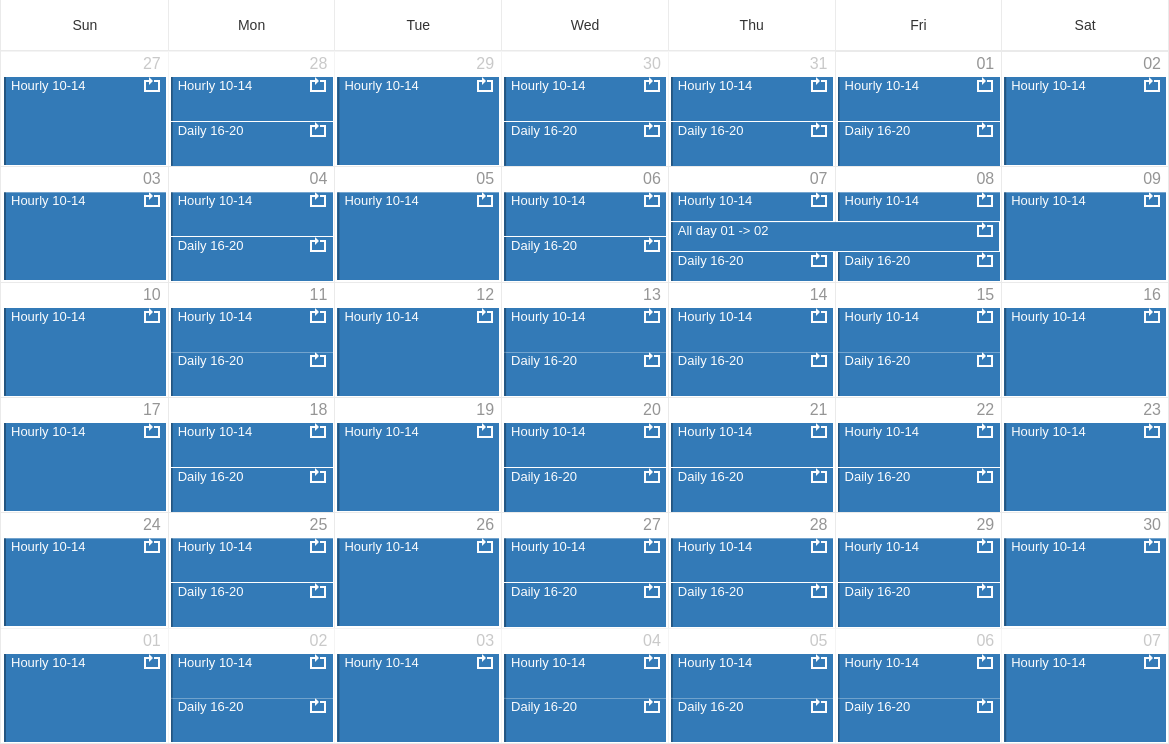 Sun Mon Tue Wed Thu Fri Sat
27 28 29 30 31 01 02
Hourly 10-14 Hourly 10-14 Hourly 10-14 Hourly 10-14 Hourly 10-14 Hourly 10-14 Hourly 10-14
Daily 16-20 Daily 16-20 Daily 16-20 Daily 16-20
03 04 05 06 07 08 09
Hourly 10-14 Hourly 10-14 Hourly 10-14 Hourly 10-14 Hourly 10-14 Hourly 10-14 Hourly 10-14
All day 01 -> 02
Daily 16-20 Daily 16-20 Daily 16-20 Daily 16-20
10 11 12 13 14 15 16
Hourly 10-14 Hourly 10-14 Hourly 10-14 Hourly 10-14 Hourly 10-14 Hourly 10-14 Hourly 10-14
Daily 16-20 Daily 16-20 Daily 16-20 Daily 16-20
17 18 19 20 21 22 23
Hourly 10-14 Hourly 10-14 Hourly 10-14 Hourly 10-14 Hourly 10-14 Hourly 10-14 Hourly 10-14
Daily 16-20 Daily 16-20 Daily 16-20 Daily 16-20
24 25 26 27 28 29 30
Hourly 10-14 Hourly 10-14 Hourly 10-14 Hourly 10-14 Hourly 10-14 Hourly 10-14 Hourly 10-14
Daily 16-20 Daily 16-20 Daily 16-20 Daily 16-20
01 02 03 04 05 06 07
Hourly 10-14 Hourly 10-14 Hourly 10-14 Hourly 10-14 Hourly 10-14 Hourly 10-14 Hourly 10-14
Daily 16-20 Daily 16-20 Daily 16-20 Daily 16-20